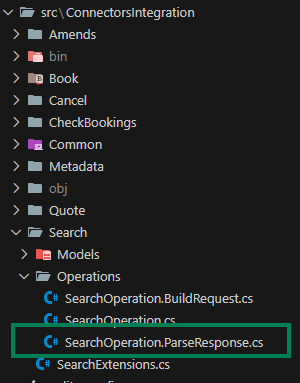 src\ConnectorsIntegration
Amends
bin
Book
Cancel
CheckBookings
Common
Metadata
obj
Quote
Search
Models
Operations
SearchOperation.BuildRequest.cs
SearchOperation.cs
SearchOperation.ParseResponse.cs
SearchExtensions.cs